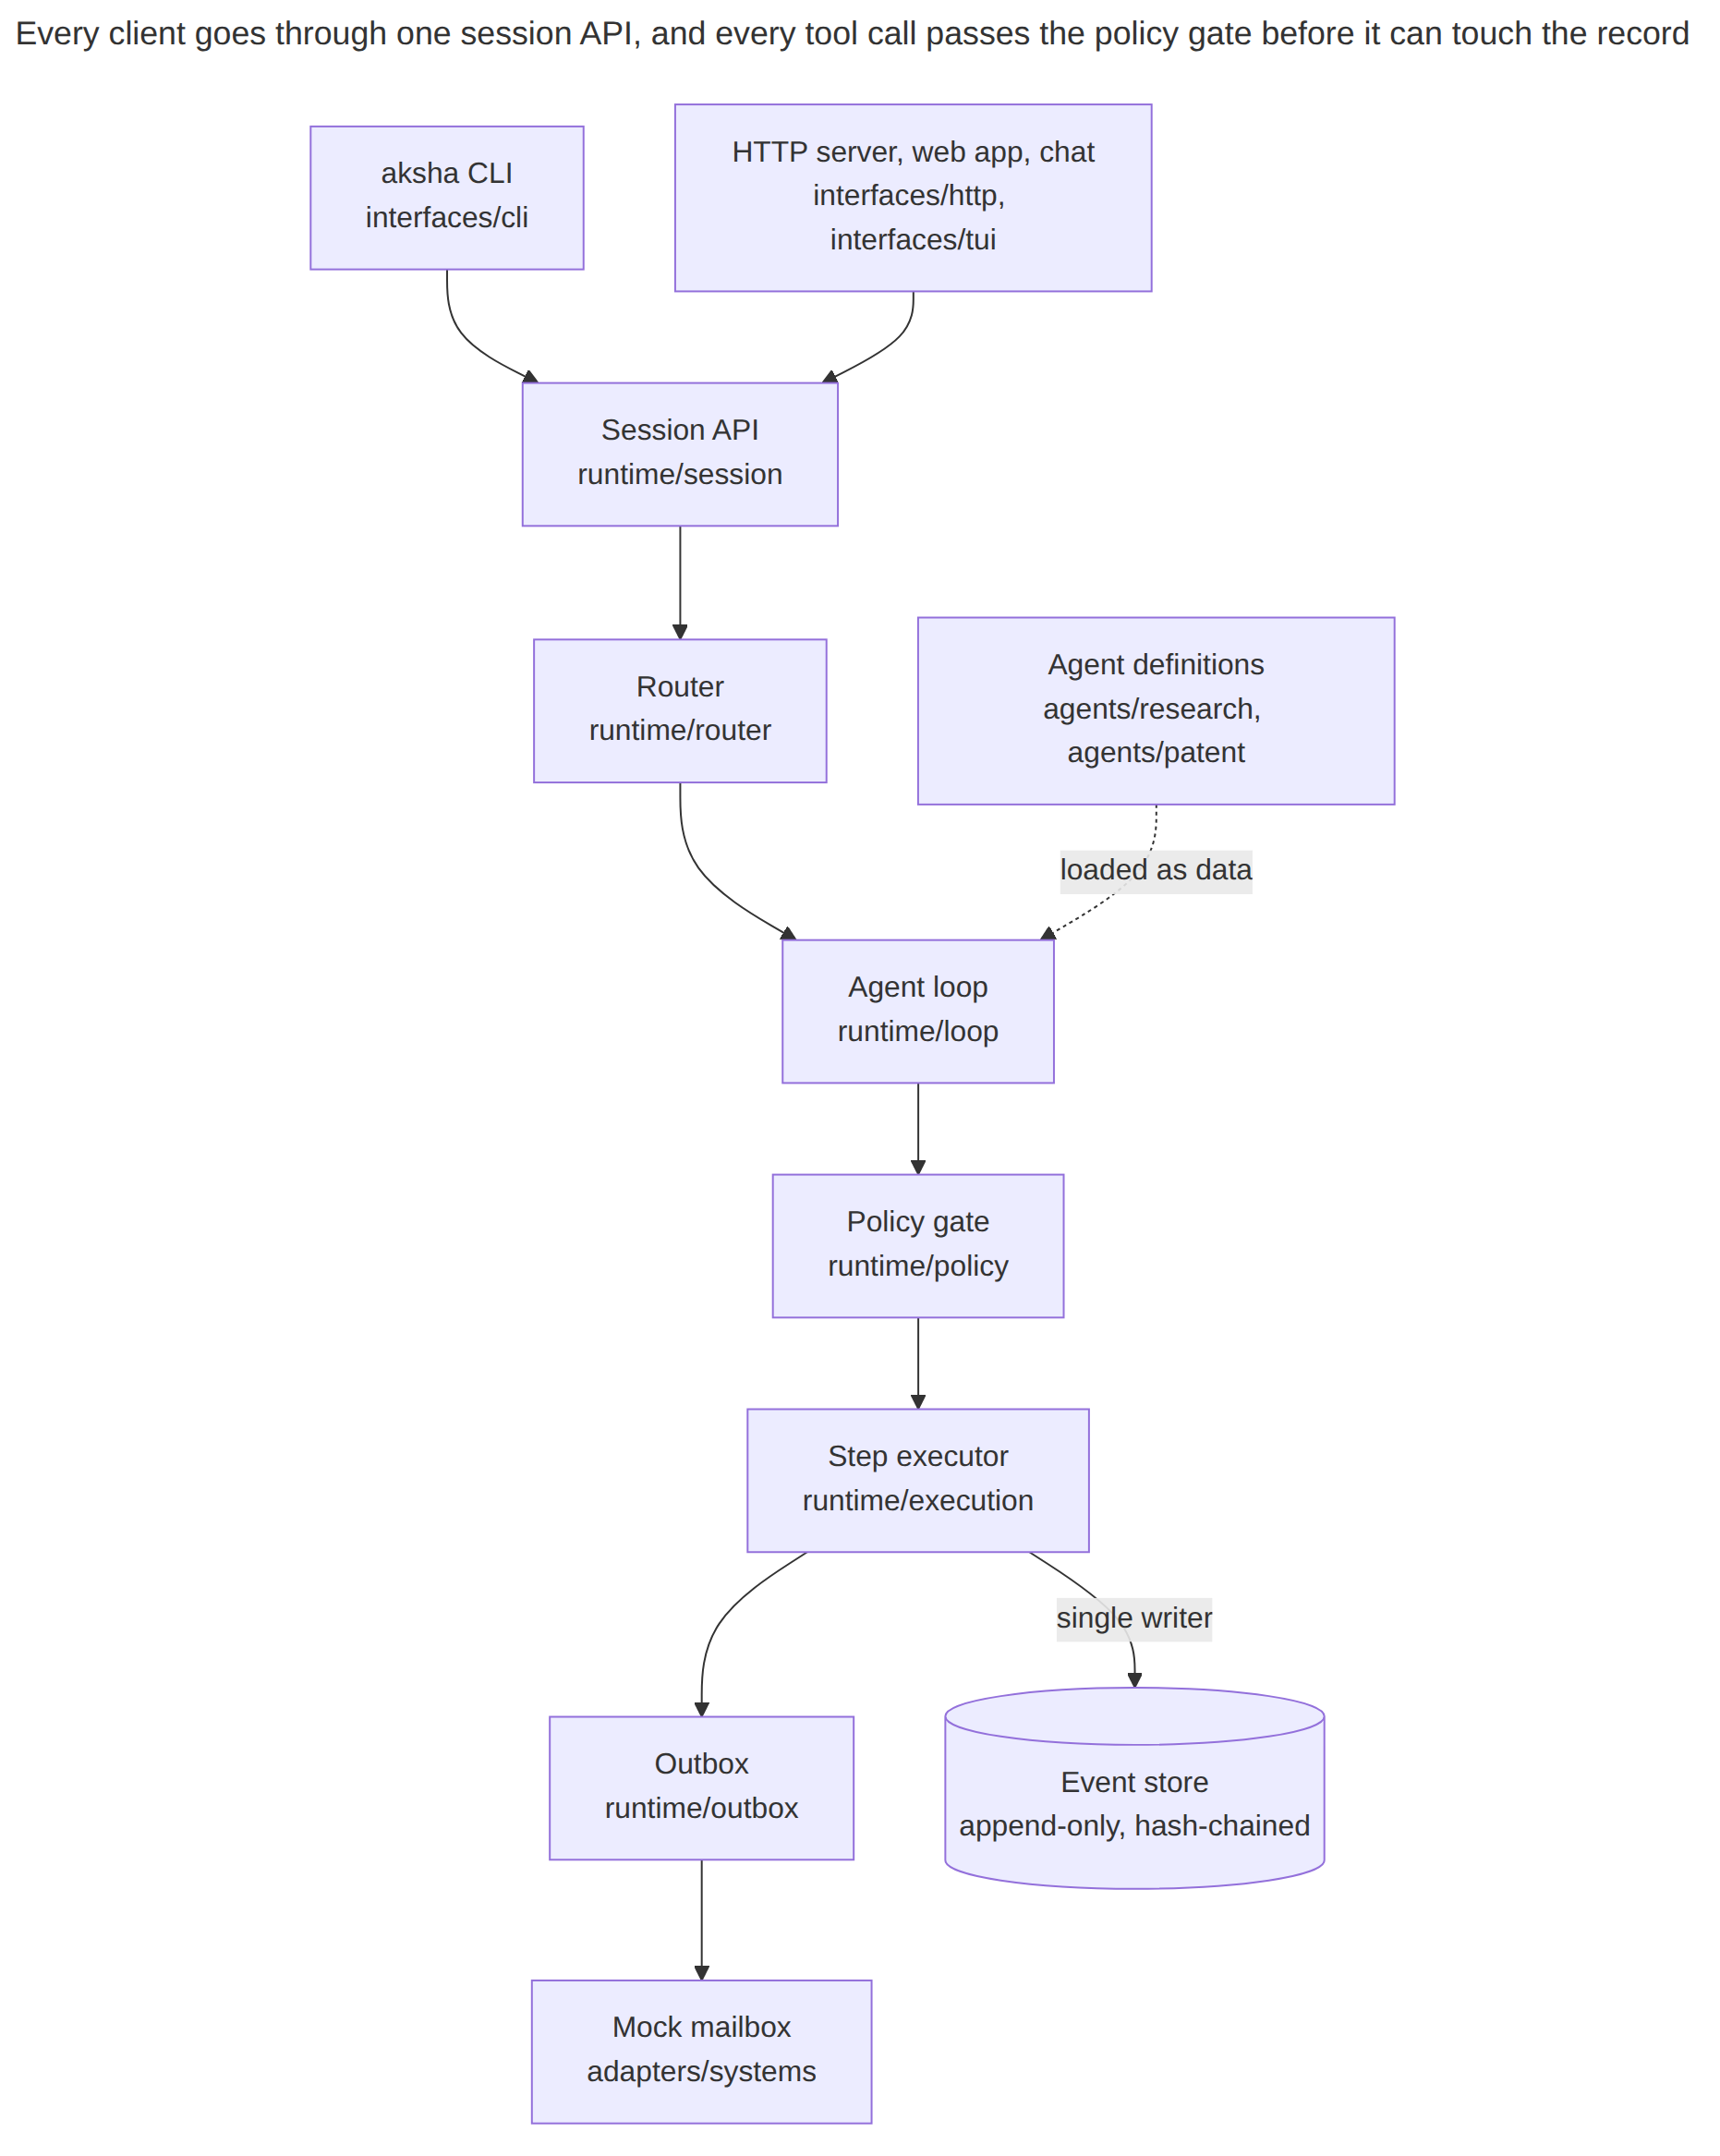 Every client goes through one session API, and every tool call passes the policy gate before it can touch the record
aksha CLI
interfaces/cli
HTTP server, web app, chat
interfaces/http,
interfaces/tui
Session API
runtime/session
Router
runtime/router
Agent definitions
agents/research,
agents/patent
loaded as data
Agent loop
runtime/loop
Policy gate
runtime/policy
Step executor
runtime/execution
single writer
Outbox
runtime/outbox
Event store
append-only, hash-chained
Mock mailbox
adapters/systems